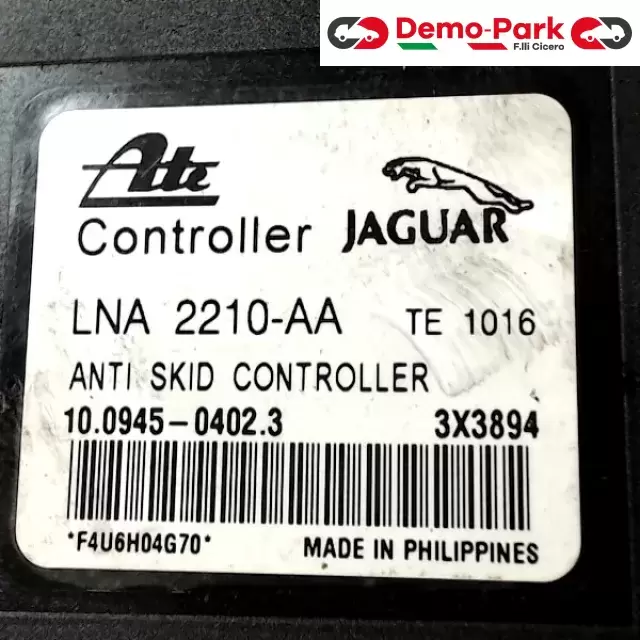 Demo-Park
F.lli Cicero
Ate
Controller JAGUAR
LNA 2210-AA TE 1016
ANTI SKID CONTROLLER
10.0945-0402.3 3X3894
*F4U6H04G70* MADE IN PHILIPPINES